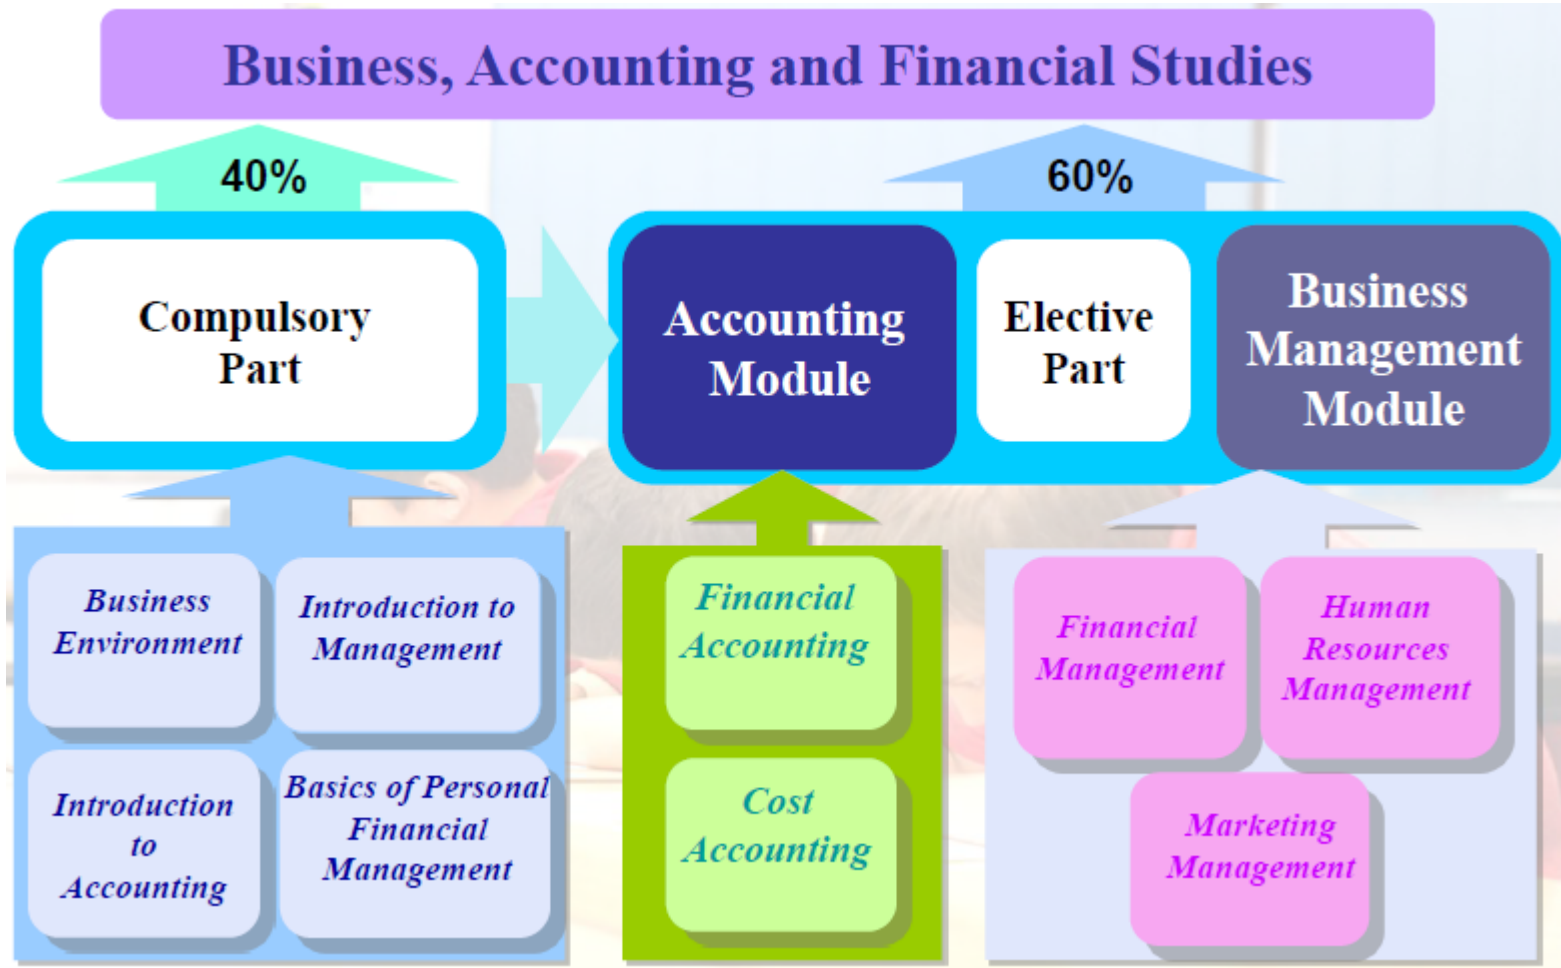 Business, Accounting and Financial Studies
40%
60%
Compulsory
Part
Accounting
Module
Elective
Part
Business
Management
Module
Business
Environment
Introduction to
Management
Introduction
to
Accounting
Basics of Personal
Financial
Management
Financial
Accounting
Cost
Accounting
Financial
Management
Human
Resources
Management
Marketing
Management